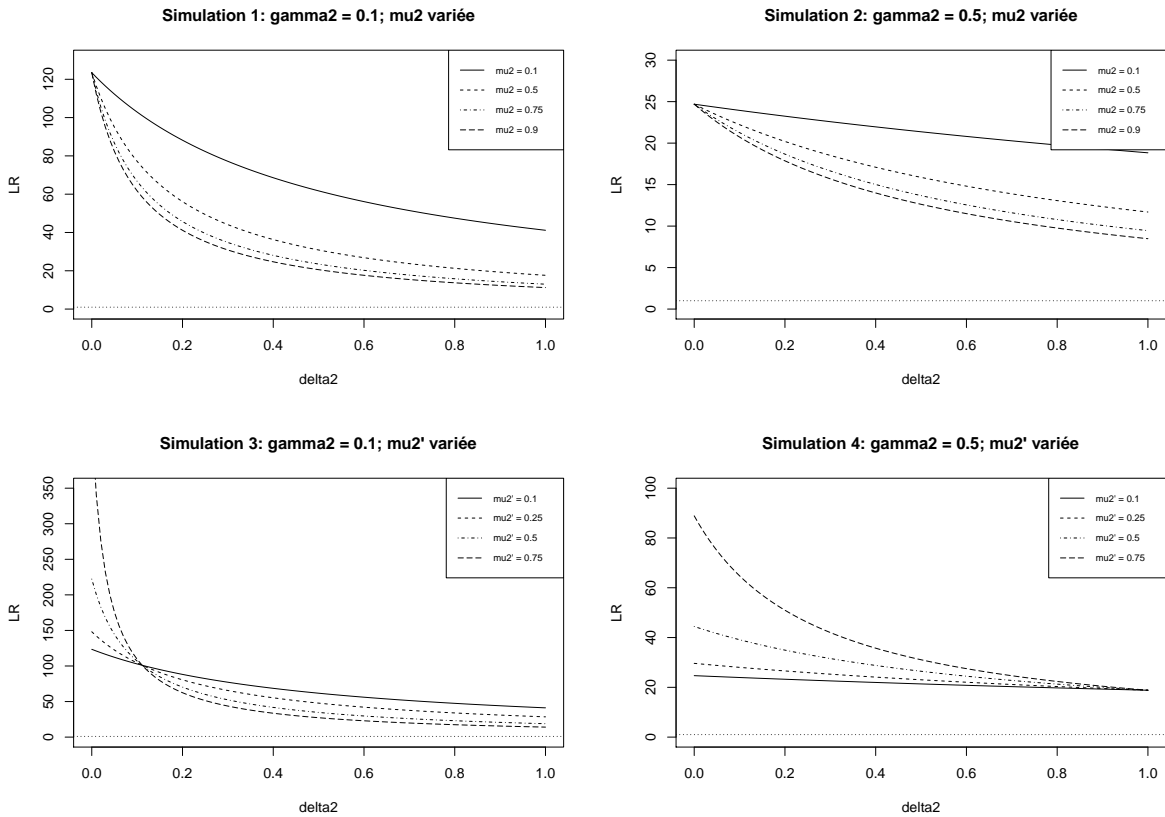 Simulation 1: gamma2 = 0.1; mu2 variée
LR
0
20
40
60
80
100
120
0.0 0.2 0.4 0.6 0.8 1.0
delta2
mu2 = 0.1
mu2 = 0.5
mu2 = 0.75
mu2 = 0.9
Simulation 2: gamma2 = 0.5; mu2 variée
LR
0
5
10
15
20
25
30
0.0 0.2 0.4 0.6 0.8 1.0
delta2
mu2 = 0.1
mu2 = 0.5
mu2 = 0.75
mu2 = 0.9
Simulation 3: gamma2 = 0.1; mu2' variée
LR
0
50
100
150
200
250
300
350
0.0 0.2 0.4 0.6 0.8 1.0
delta2
mu2' = 0.1
mu2' = 0.25
mu2' = 0.5
mu2' = 0.75
Simulation 4: gamma2 = 0.5; mu2' variée
LR
0
20
40
60
80
100
0.0 0.2 0.4 0.6 0.8 1.0
delta2
mu2' = 0.1
mu2' = 0.25
mu2' = 0.5
mu2' = 0.75